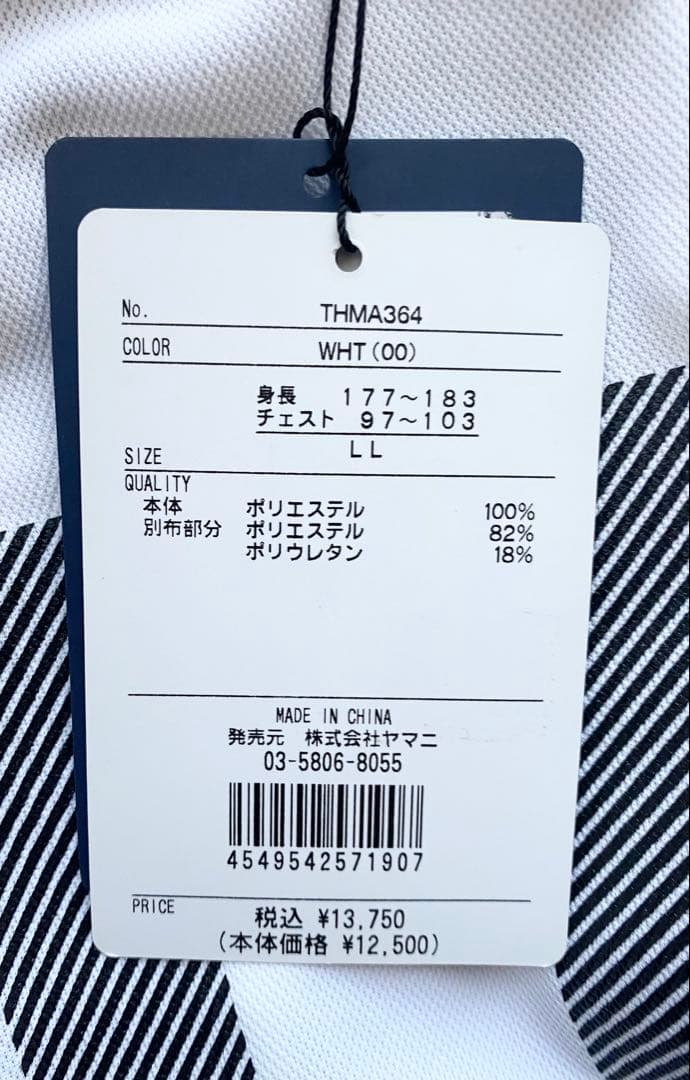 No. THMA364
COLOR WHT(00)
身長 177～183
チェスト 97～103
SIZE LL
QUALITY
本体 ポリエステル 100%
別布部分 ポリエステル 82%
ポリウレタン 18%
MADE IN CHINA
発売元 株式会社ヤマニ
03-5806-8055
4549542571907
PRICE
税込 ¥13,750
(本体価格 ¥12,500)